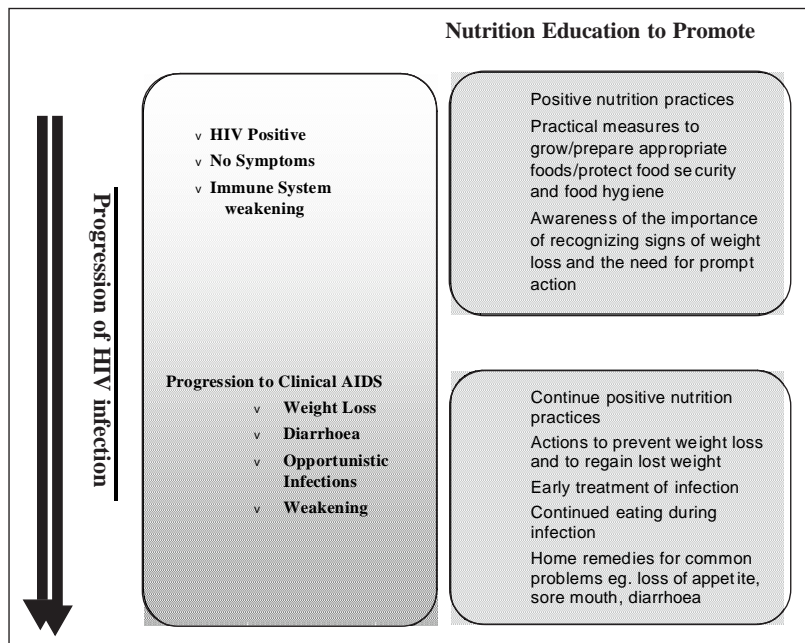 Nutrition Education to Promote
Progression of HIV infection
v HIV Positive
v No Symptoms
v Immune System
weakening
Positive nutrition practices
Practical measures to
grow/prepare appropriate
foods/protect food security
and food hygiene
Awareness of the importance
of recognizing signs of weight
loss and the need for prompt
action
Progression to Clinical AIDS
v Weight Loss
v Diarrhoea
v Opportunistic
Infections
v Weakening
Continue positive nutrition
practices
Actions to prevent weight loss
and to regain lost weight
Early treatment of infection
Continued eating during
infection
Home remedies for common
problems eg. loss of appetite,
sore mouth, diarrhoea